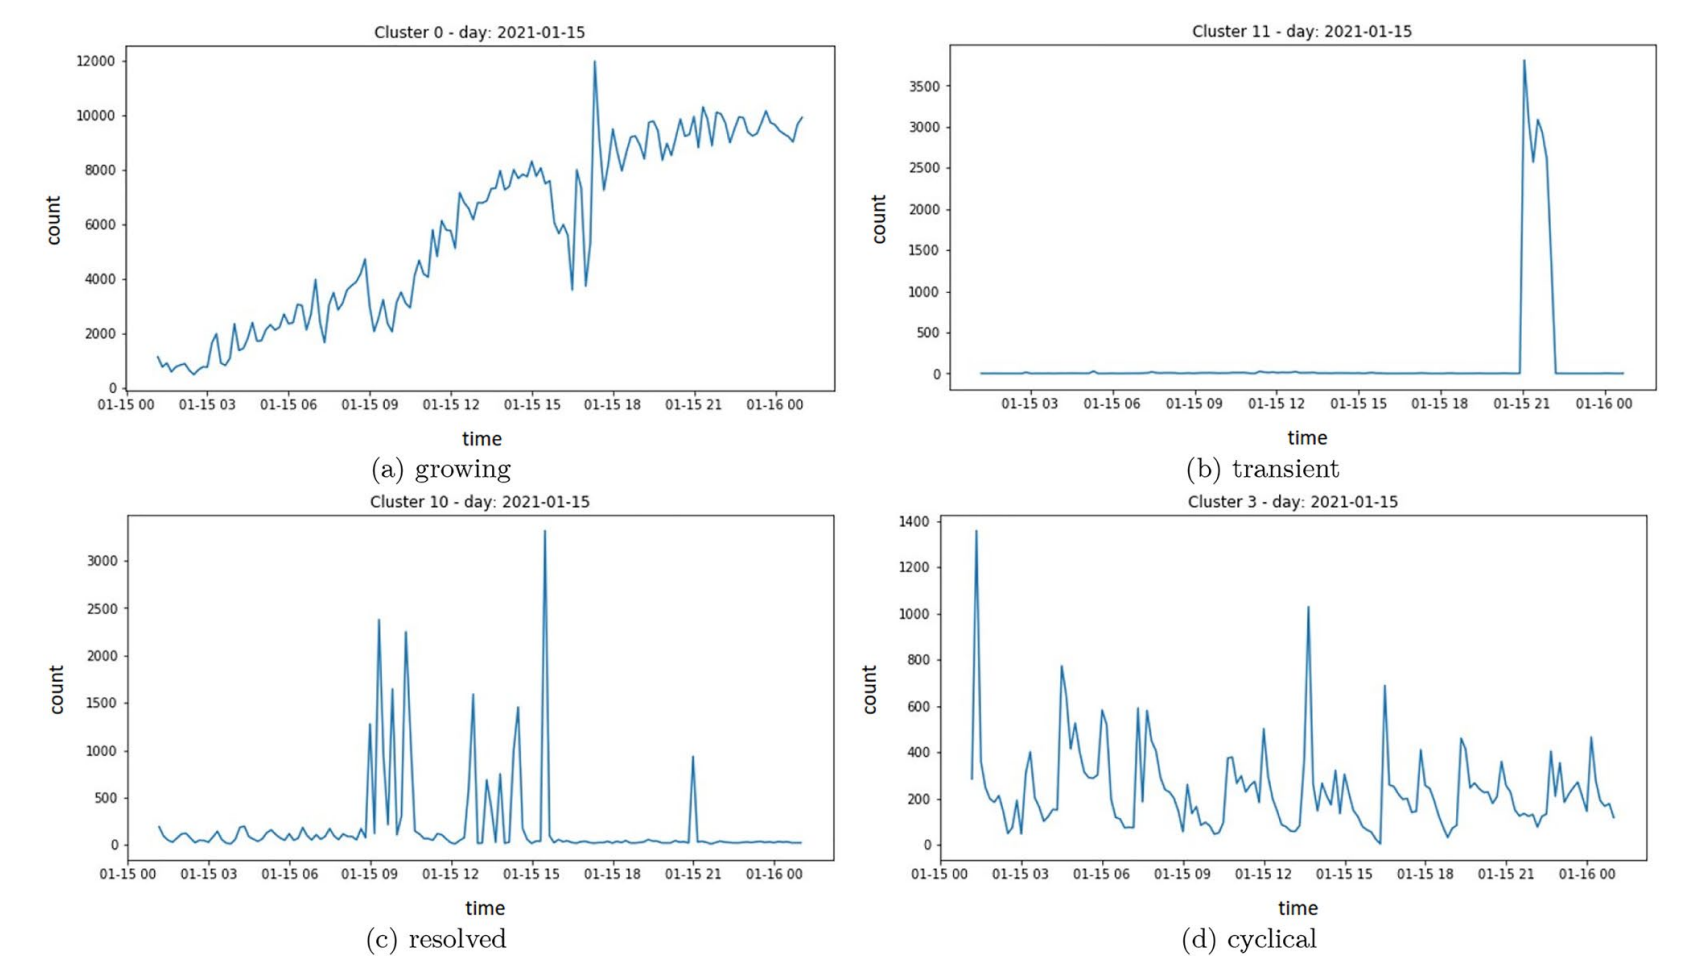 Cluster 0 - day: 2021-01-15
12000
10000
8000
6000
4000
2000
0
count
01-15 00 01-15 03 01-15 06 01-15 09 01-15 12 01-15 15 01-15 18 01-15 21 01-16 00
time
(a) growing
Cluster 11 - day: 2021-01-15
3500
3000
2500
2000
1500
1000
500
0
count
01-15 03 01-15 06 01-15 09 01-15 12 01-15 15 01-15 18 01-15 21 01-16 00
time
(b) transient
Cluster 10 - day: 2021-01-15
3000
2500
2000
1500
1000
500
0
count
01-15 00 01-15 03 01-15 06 01-15 09 01-15 12 01-15 15 01-15 18 01-15 21 01-16 00
time
(c) resolved
Cluster 3 - day: 2021-01-15
1400
1200
1000
800
600
400
200
0
count
01-15 00 01-15 03 01-15 06 01-15 09 01-15 12 01-15 15 01-15 18 01-15 21 01-16 00
time
(d) cyclical